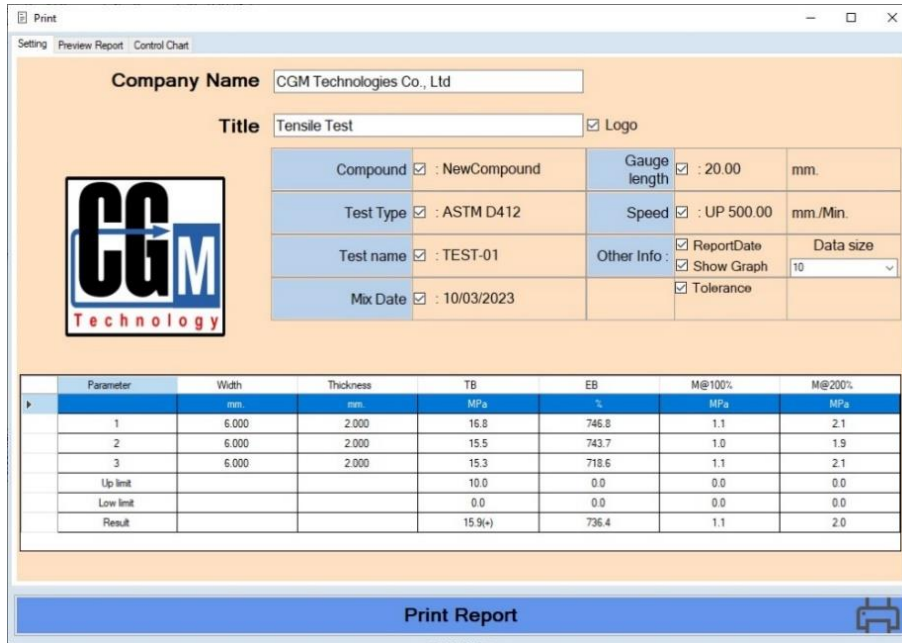 Print
Setting Preview Report Control Chart
Company Name CGM Technologies Co., Ltd
Title Tensile Test Logo
CGM
Technology
Compound : NewCompound Gauge length : 20.00 mm.
Test Type : ASTM D412 Speed : UP 500.00 mm./Min.
Test name : TEST-01 Other Info : ReportDate Data size
Show Graph 10
Mix Date : 10/03/2023 Tolerance
Parameter Width Thickness TB EB M@100% M@200%
mm. mm. MPa % MPa MPa
1 6.000 2.000 16.8 746.8 1.1 2.1
2 6.000 2.000 15.5 743.7 1.0 1.9
3 6.000 2.000 15.3 718.6 1.1 2.1
Up limit 10.0 0.0 0.0 0.0
Low limit 0.0 0.0 0.0 0.0
Result 15.9(+) 736.4 1.1 2.0
Print Report